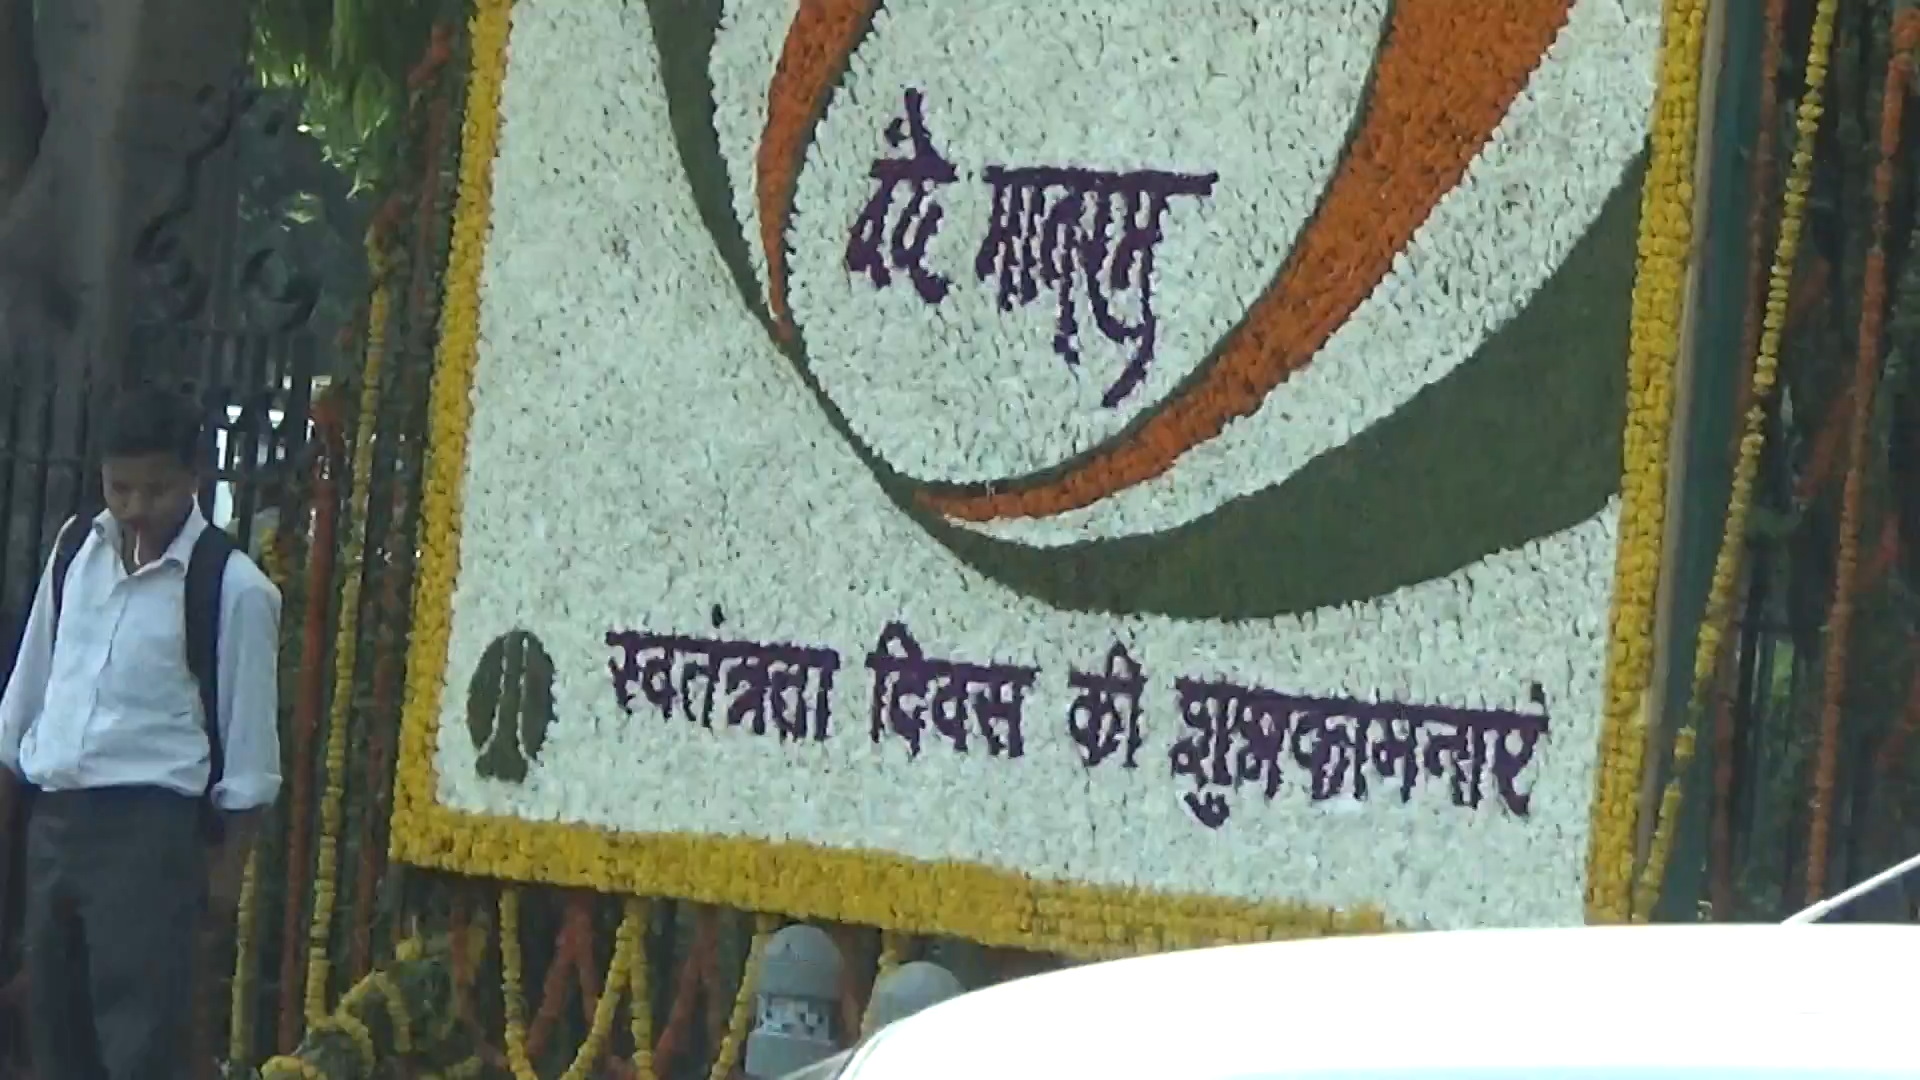 वंदे मातरम्
स्वतंत्रता दिवस की शुभकामनाएं